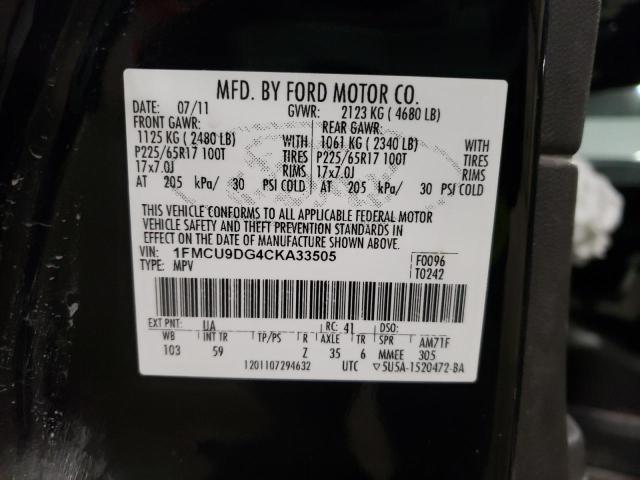 MFD. BY FORD MOTOR CO.
DATE: 07/11 GVWR: 2123 KG ( 4680 LB)
FRONT GAWR: REAR GAWR:
1125 KG ( 2480 LB) WITH 1061 KG ( 2340 LB) WITH
P225/65R17 100T TIRES P225/65R17 100T TIRES
17x7.0J RIMS 17x7.0J RIMS
AT 205 kPa/ 30 PSI COLD AT 205 kPa/ 30 PSI COLD
THIS VEHICLE CONFORMS TO ALL APPLICABLE FEDERAL MOTOR
VEHICLE SAFETY AND THEFT PREVENTION STANDARDS IN
EFFECT ON THE DATE OF MANUFACTURE SHOWN ABOVE.
VIN: 1FMCU9DG4CKA33505 F0096
TYPE: MPV T0242
EXT PNT: UA RC: 41 DSO:
WB INT TR TP/PS R AXLE TR SPR AM71F
103 59 Z 35 6 MMEE 305
1201107294632 UTC ▽5U5A-1520472-BA